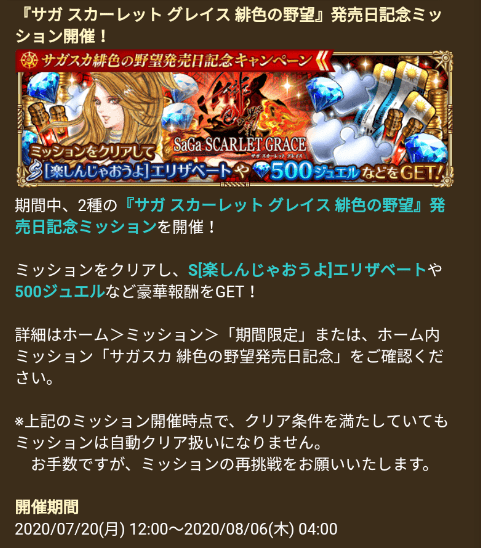 『サガ スカーレット グレイス 緋色の野望』発売日記念ミッ
ション開催！
サガスカ緋色の野望発売日記念キャンペーン
SaGa SCARLET GRACE
サガ スカーレット グレイス
ミッションをクリアして
S[楽しんじゃおうよ]エリザベートや500ジュエルなどをGET!
期間中、2種の『サガ スカーレット グレイス 緋色の野望』発
売日記念ミッションを開催！
ミッションをクリアし、S[楽しんじゃおうよ]エリザベートや
500ジュエルなど豪華報酬をGET！
詳細はホーム＞ミッション＞「期間限定」または、ホーム内
ミッション「サガスカ 緋色の野望発売日記念」をご確認くだ
さい。
※上記のミッション開催時点で、クリア条件を満たしていても
ミッションは自動クリア扱いになりません。
　お手数ですが、ミッションの再挑戦をお願いいたします。
開催期間
2020/07/20(月) 12:00〜2020/08/06(木) 04:00